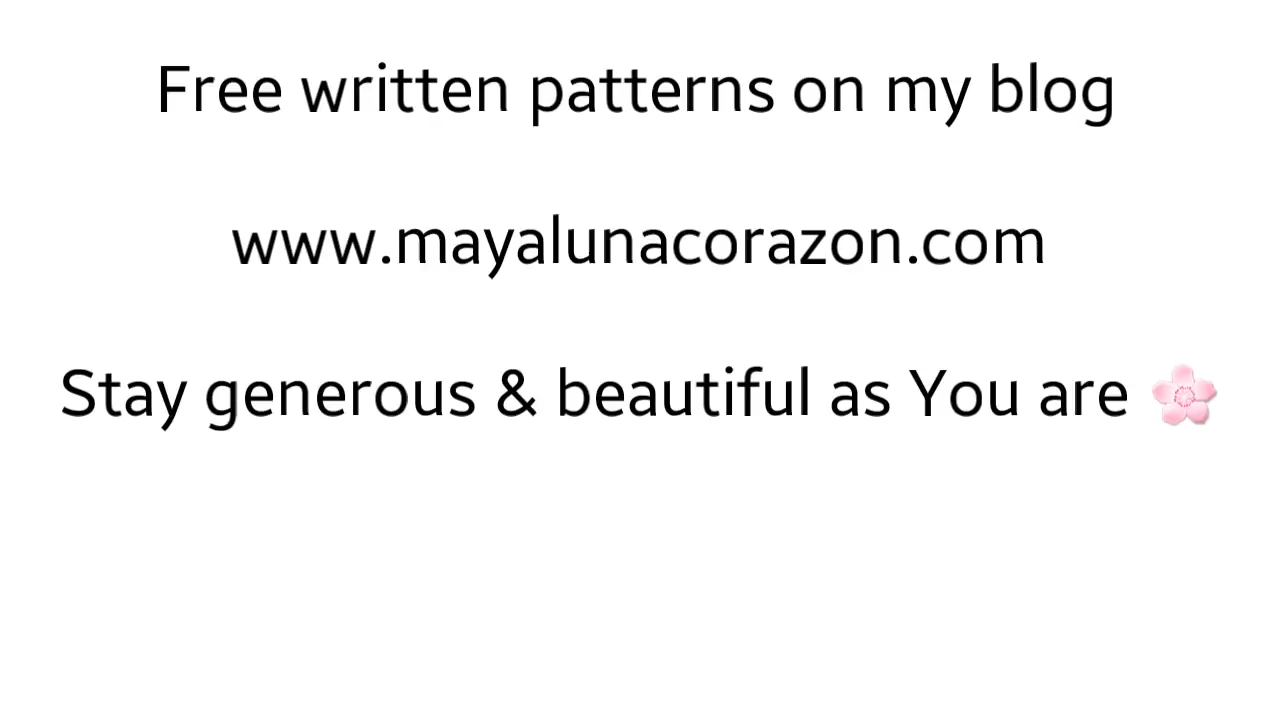 Free written patterns on my blog
www.mayalunacorazon.com
Stay generous & beautiful as You are 🌸